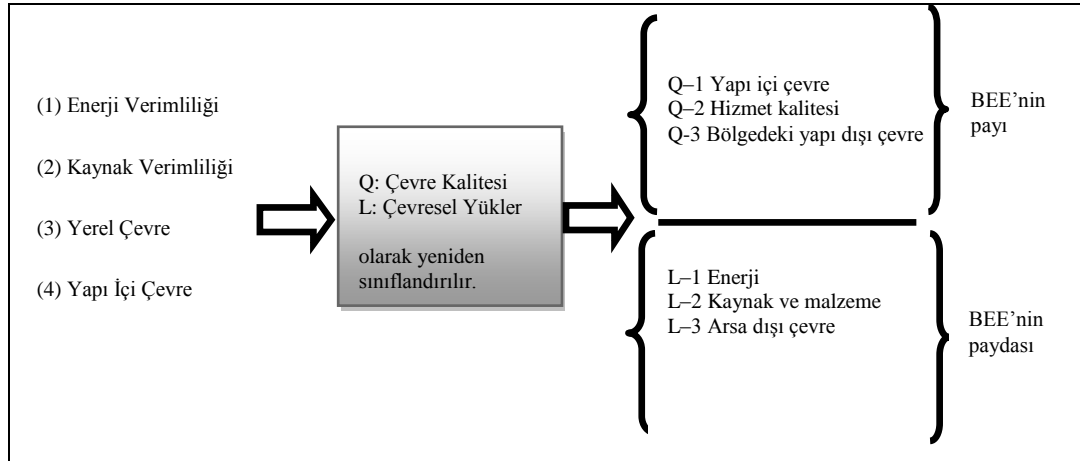 (1) Enerji Verimliliği
(2) Kaynak Verimliliği
(3) Yerel Çevre
(4) Yapı İçi Çevre
Q: Çevre Kalitesi
L: Çevresel Yükler
olarak yeniden
sınıflandırılır.
Q–1 Yapı içi çevre
Q–2 Hizmet kalitesi
Q-3 Bölgedeki yapı dışı çevre
BEE’nin
payı
L–1 Enerji
L–2 Kaynak ve malzeme
L–3 Arsa dışı çevre
BEE’nin
paydası